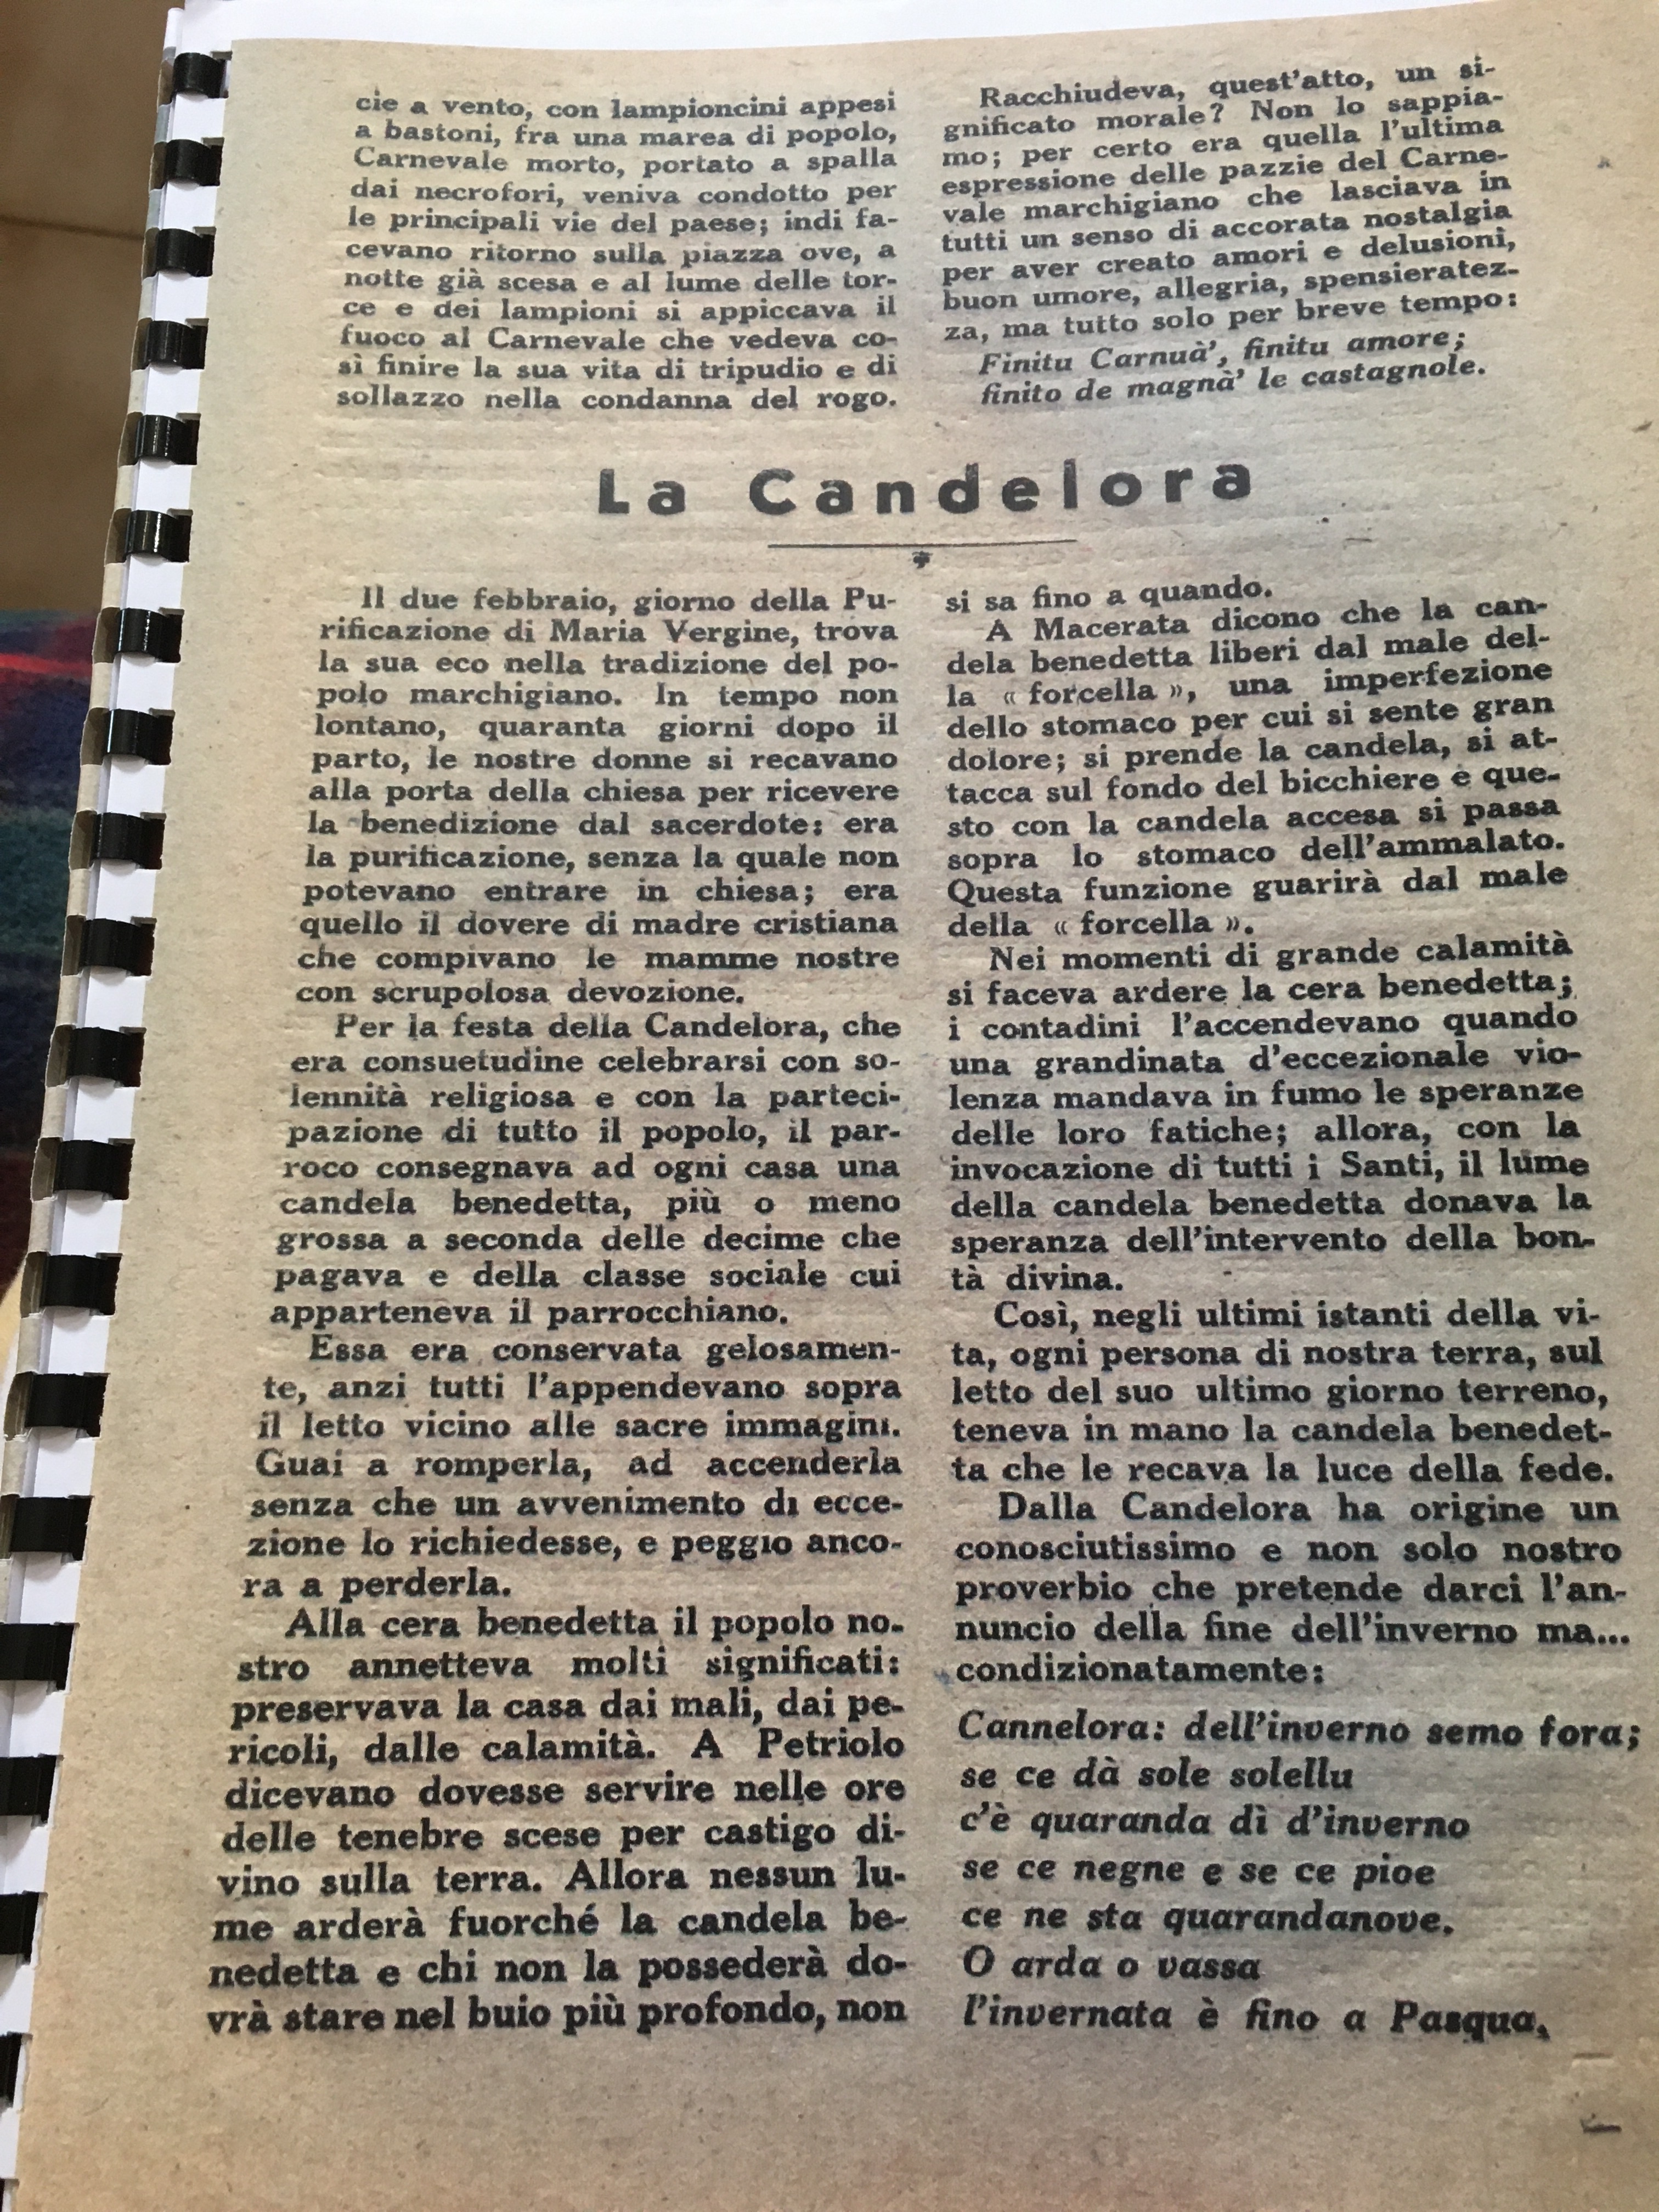 cie a vento, con lampioncini appesi
a bastoni, fra una marea di popolo,
Carnevale morto, portato a spalla
dai necrofori, veniva condotto per
le principali vie del paese; indi fa-
cevano ritorno sulla piazza ove, a
notte già scesa e al lume delle tor-
ce e dei lampioni si appiccava il
fuoco al Carnevale che vedeva co-
sì finire la sua vita di tripudio e di
sollazzo nella condanna del rogo.
Racchiudeva, quest'atto, un si-
gnificato morale? Non lo sappia-
mo; per certo era quella l'ultima
espressione delle pazzie del Carne-
vale marchigiano che lasciava in
tutti un senso di accorata nostalgia
per aver creato amori e delusioni,
buon umore, allegria, spensieratez-
za, ma tutto solo per breve tempo:
Finitu Carnuà', finitu amore;
finito de magnà' le castagnole.
La Candelora
Il due febbraio, giorno della Pu-
rificazione di Maria Vergine, trova
la sua eco nella tradizione del po-
polo marchigiano. In tempo non
lontano, quaranta giorni dopo il
parto, le nostre donne si recavano
alla porta della chiesa per ricevere
la benedizione dal sacerdote: era
la purificazione, senza la quale non
potevano entrare in chiesa; era
quello il dovere di madre cristiana
che compivano le mamme nostre
con scrupolosa devozione.
Per la festa della Candelora, che
era consuetudine celebrarsi con so-
lennità religiosa e con la parteci-
pazione di tutto il popolo, il par-
roco consegnava ad ogni casa una
candela benedetta, più o meno
grossa a seconda delle decime che
pagava e della classe sociale cui
apparteneva il parrocchiano.
Essa era conservata gelosamen-
te, anzi tutti l'appendevano sopra
il letto vicino alle sacre immagini.
Guai a romperla, ad accenderla
senza che un avvenimento di ecce-
zione lo richiedesse, e peggio anco-
ra a perderla.
Alla cera benedetta il popolo no-
stro annetteva molti significati:
preservava la casa dai mali, dai pe-
ricoli, dalle calamità. A Petriolo
dicevano dovesse servire nelle ore
delle tenebre scese per castigo di-
vino sulla terra. Allora nessun lu-
me arderà fuorché la candela be-
nedetta e chi non la possederà do-
vrà stare nel buio più profondo, non
si sa fino a quando.
A Macerata dicono che la can-
dela benedetta liberi dal male del-
la « forcella », una imperfezione
dello stomaco per cui si sente gran
dolore; si prende la candela, si at-
tacca sul fondo del bicchiere e que-
sto con la candela accesa si passa
sopra lo stomaco dell'ammalato.
Questa funzione guarirà dal male
della « forcella ».
Nei momenti di grande calamità
si faceva ardere la cera benedetta;
i contadini l'accendevano quando
una grandinata d'eccezionale vio-
lenza mandava in fumo le speranze
delle loro fatiche; allora, con la
invocazione di tutti i Santi, il lume
della candela benedetta donava la
speranza dell'intervento della bon-
tà divina.
Così, negli ultimi istanti della vi-
ta, ogni persona di nostra terra, sul
letto del suo ultimo giorno terreno,
teneva in mano la candela benedet-
ta che le recava la luce della fede.
Dalla Candelora ha origine un
conosciutissimo e non solo nostro
proverbio che pretende darci l'an-
nuncio della fine dell'inverno ma...
condizionatamente:
Cannelora: dell'inverno semo fora;
se ce dà sole solellu
c'è quaranda dì d'inverno
se ce negne e se ce pioe
ce ne sta quarandanove.
O arda o vassa
l'invernata è fino a Pasqua.